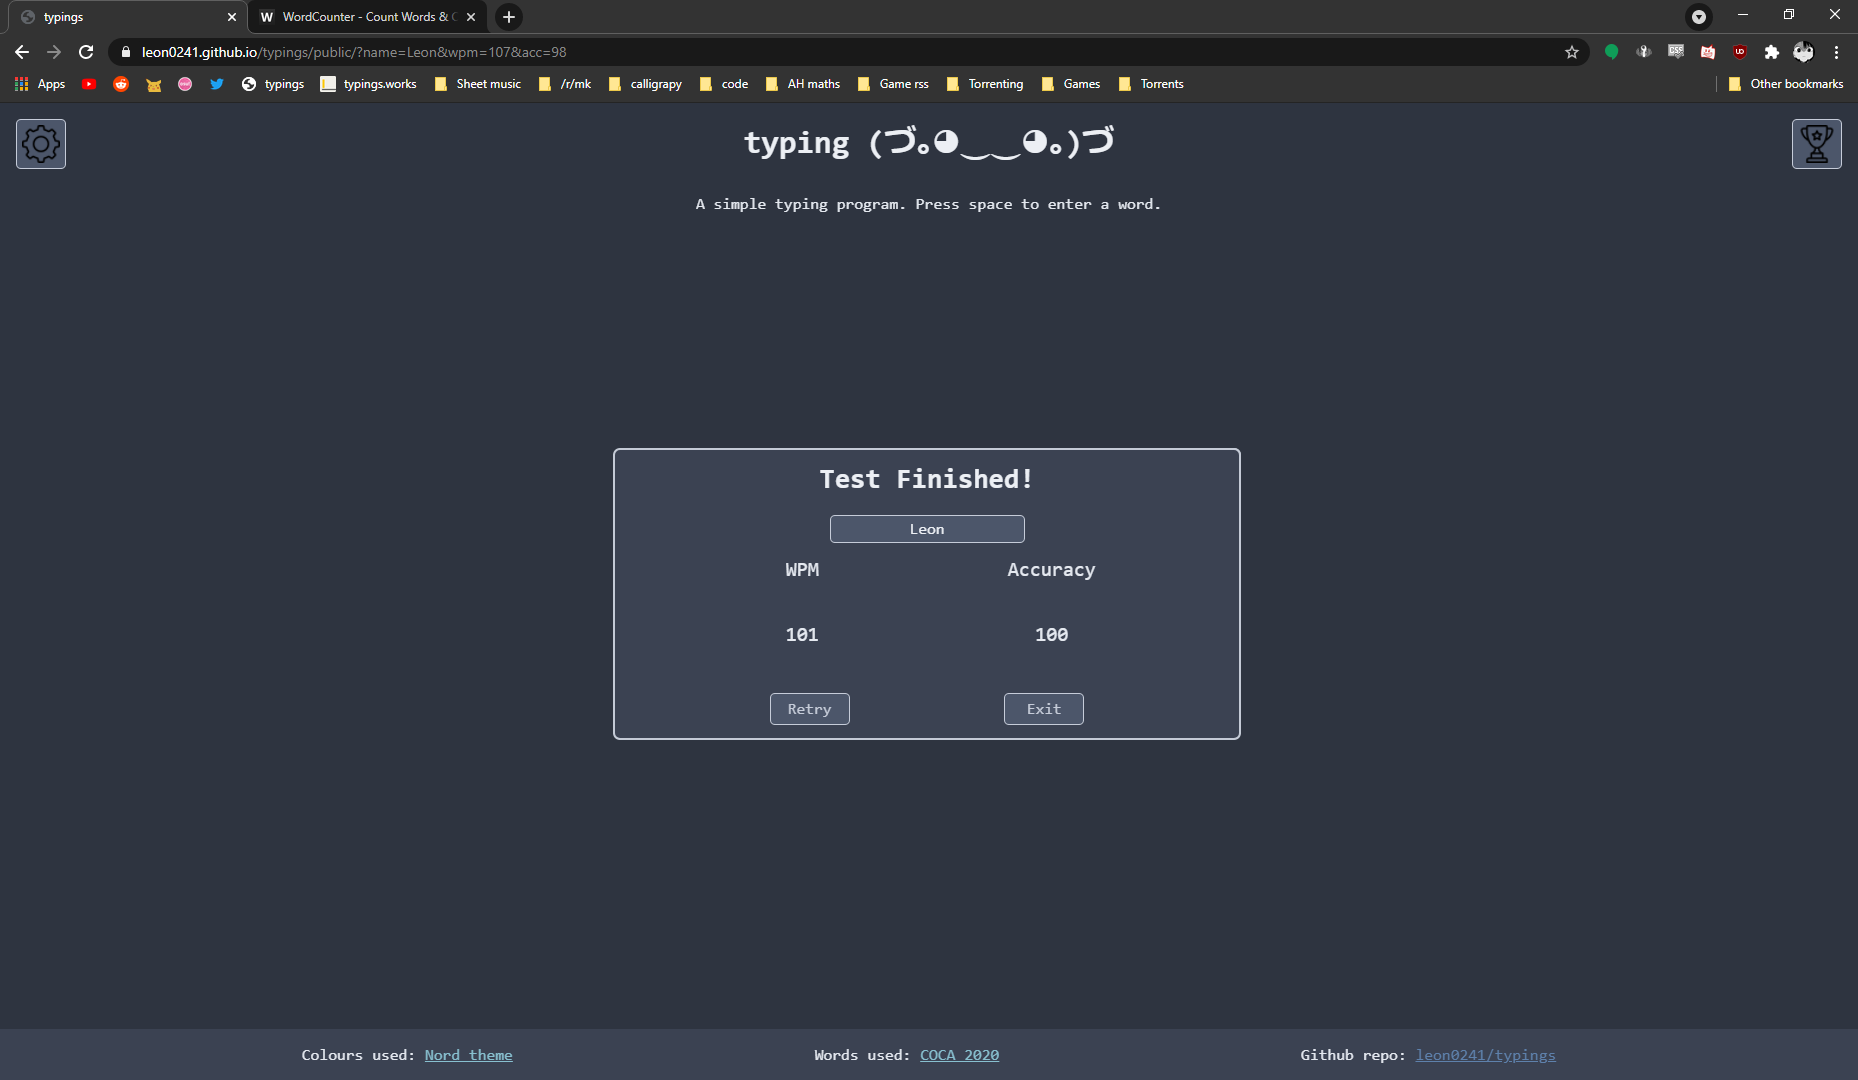 typings
WordCounter - Count Words &
leon0241.github.io/typings/public/?name=Leon&wpm=107&acc=98
Apps typings typings.works Sheet music /r/mk calligrapy code AH maths Game rss Torrenting Games Torrents Other bookmarks
typing (づ｡◕‿‿◕｡)づ
A simple typing program. Press space to enter a word.
Test Finished!
Leon
WPM Accuracy
101 100
Retry Exit
Colours used: Nord theme Words used: COCA 2020 Github repo: leon0241/typings